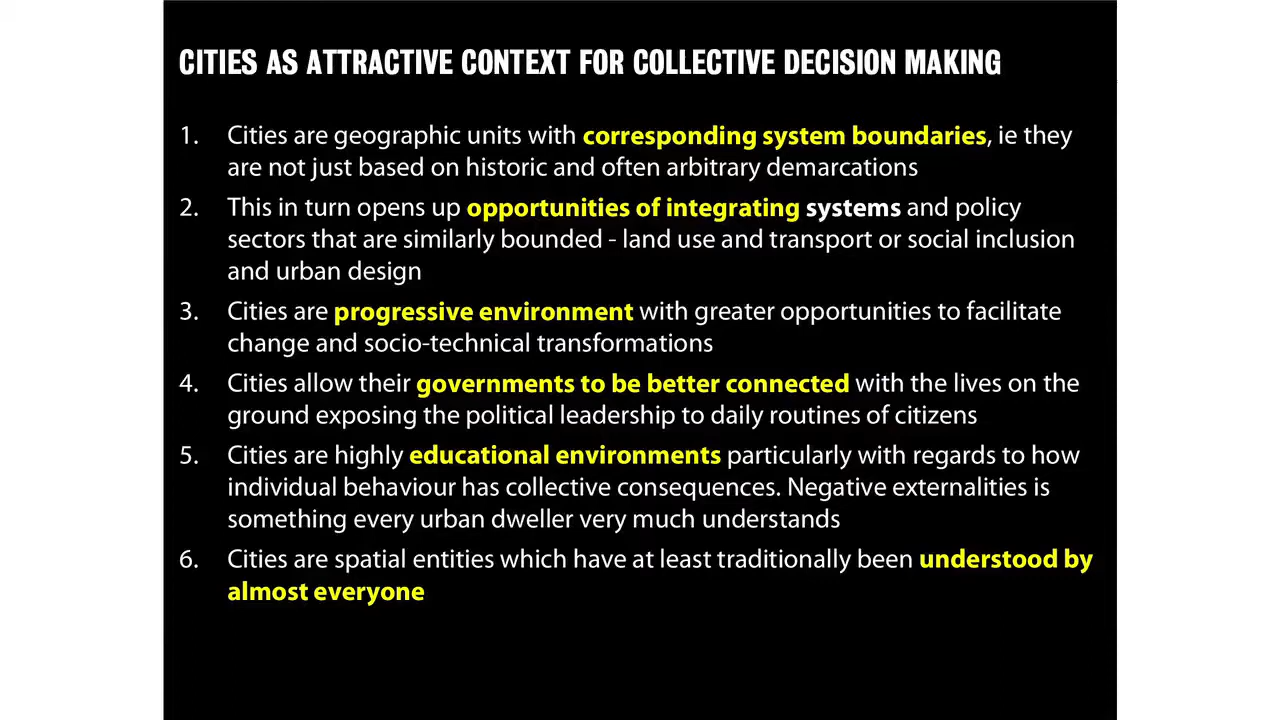 CITIES AS ATTRACTIVE CONTEXT FOR COLLECTIVE DECISION MAKING
1. Cities are geographic units with corresponding system boundaries, ie they
are not just based on historic and often arbitrary demarcations
2. This in turn opens up opportunities of integrating systems and policy
sectors that are similarly bounded - land use and transport or social inclusion
and urban design
3. Cities are progressive environment with greater opportunities to facilitate
change and socio-technical transformations
4. Cities allow their governments to be better connected with the lives on the
ground exposing the political leadership to daily routines of citizens
5. Cities are highly educational environments particularly with regards to how
individual behaviour has collective consequences. Negative externalities is
something every urban dweller very much understands
6. Cities are spatial entities which have at least traditionally been understood by
almost everyone